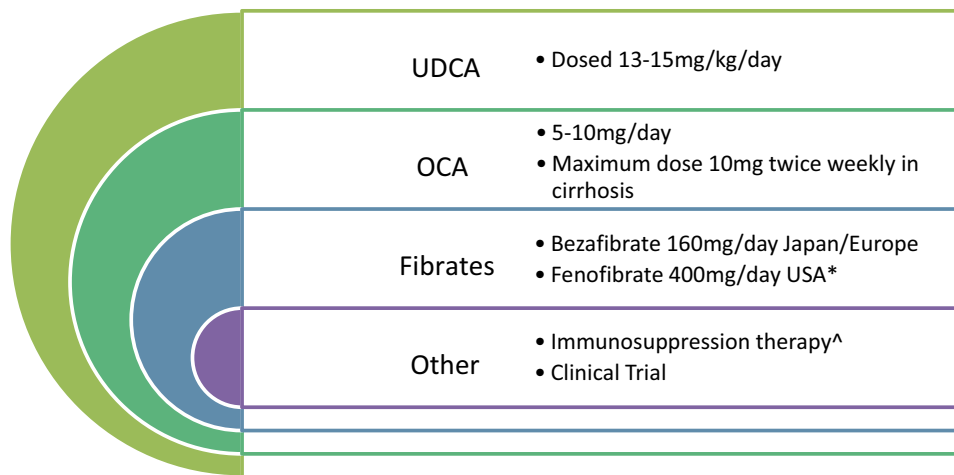 UDCA
• Dosed 13-15mg/kg/day
OCA
• 5-10mg/day
• Maximum dose 10mg twice weekly in
cirrhosis
Fibrates
• Bezafibrate 160mg/day Japan/Europe
• Fenofibrate 400mg/day USA*
Other
• Immunosuppression therapy^
• Clinical Trial